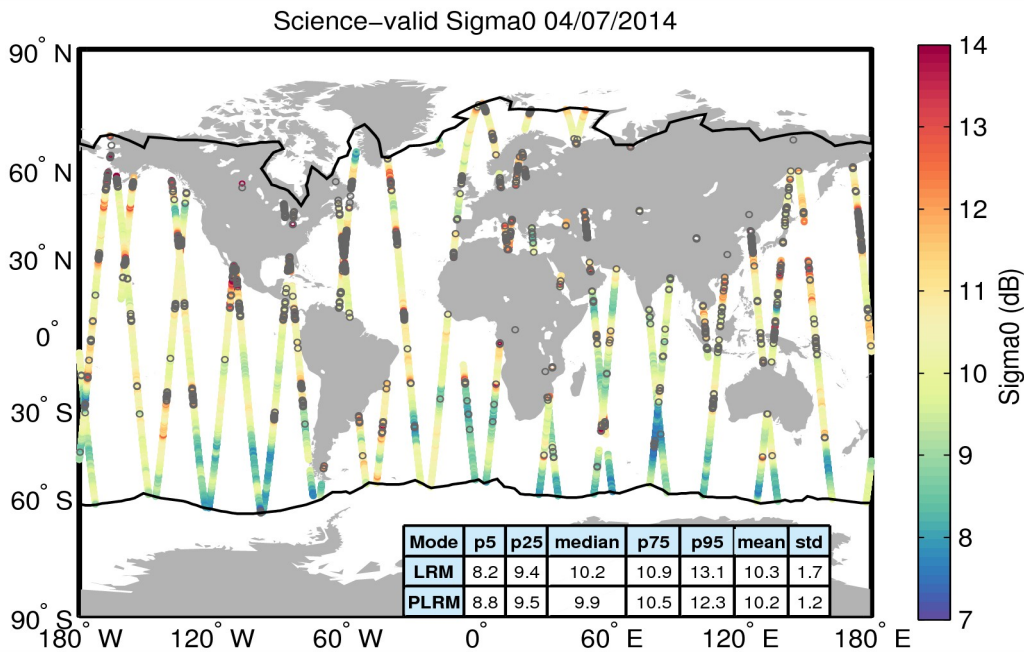 Science−valid Sigma0 04/07/2014
90° N
60° N
30° N
0°
30° S
60° S
90° S
180° W
120° W
60° W
0°
60° E
120° E
180° E
Mode p5 p25 median p75 p95 mean std
LRM 8.2 9.4 10.2 10.9 13.1 10.3 1.7
PLRM 8.8 9.5 9.9 10.5 12.3 10.2 1.2
14
13
12
11
10
9
8
7
Sigma0 (dB)